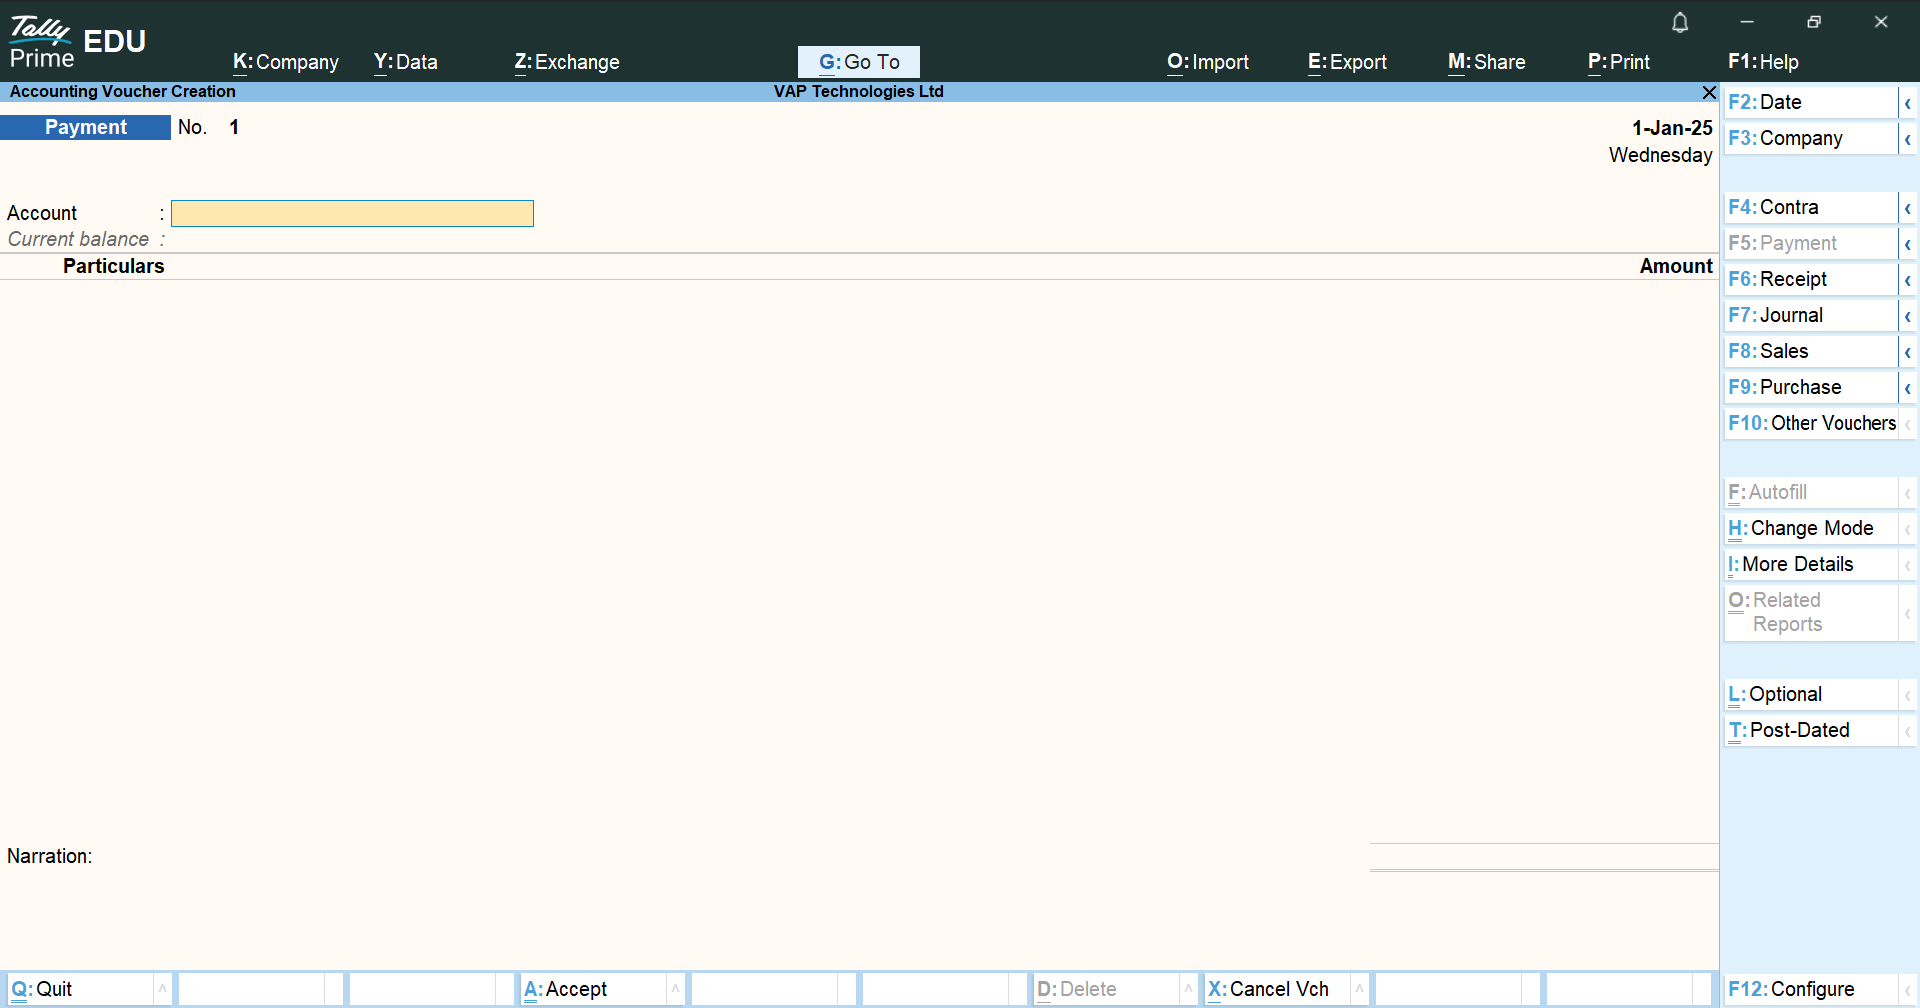 Tally
Prime EDU
K:Company Y:Data Z:Exchange G:Go To O:Import E:Export M:Share P:Print F1:Help
Accounting Voucher Creation VAP Technologies Ltd
Payment No. 1 1-Jan-25
Wednesday
Account :
Current balance :
Particulars Amount
Narration:
F2:Date
F3:Company
F4:Contra
F5:Payment
F6:Receipt
F7:Journal
F8:Sales
F9:Purchase
F10:Other Vouchers
F:Autofill
H:Change Mode
I:More Details
O:Related
Reports
L:Optional
T:Post-Dated
Q:Quit A:Accept D:Delete X:Cancel Vch F12:Configure